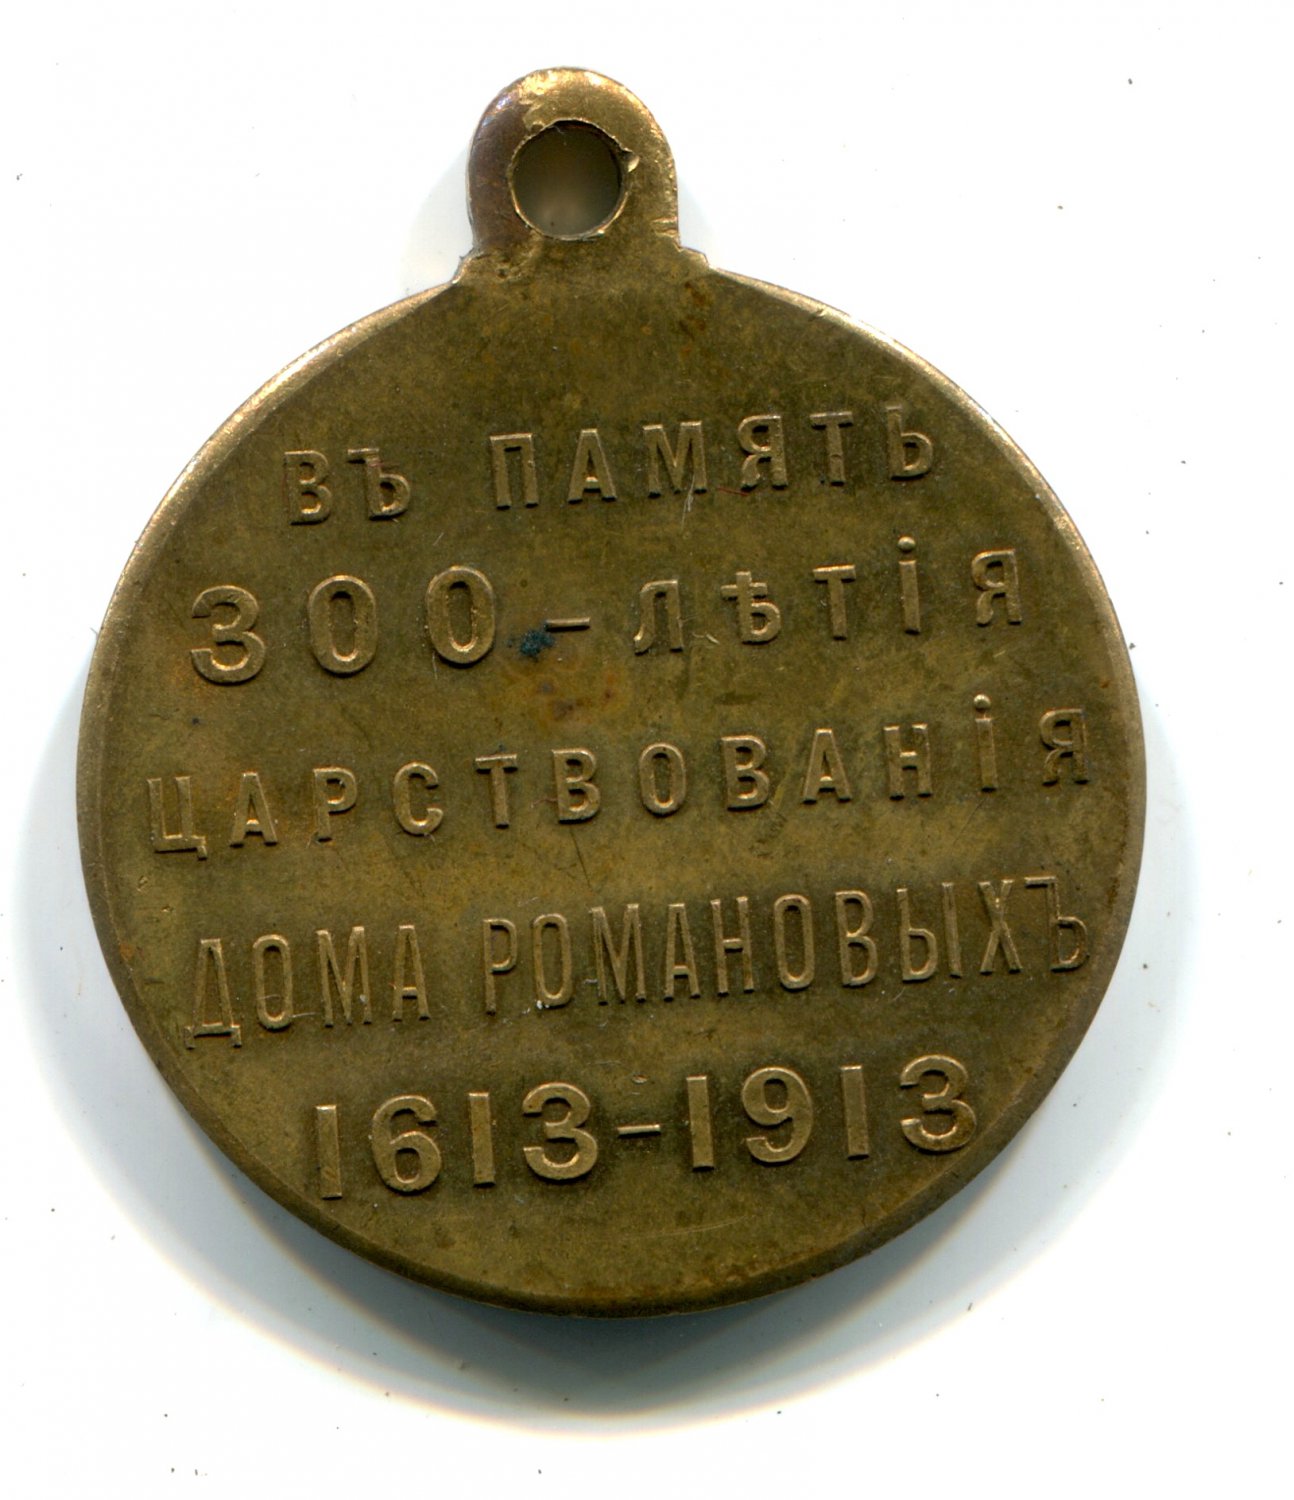 ВЪ ПАМЯТЬ
300-ЛѢТІЯ
ЦАРСТВОВАНІЯ
ДОМА РОМАНОВЫХЪ
1613-1913